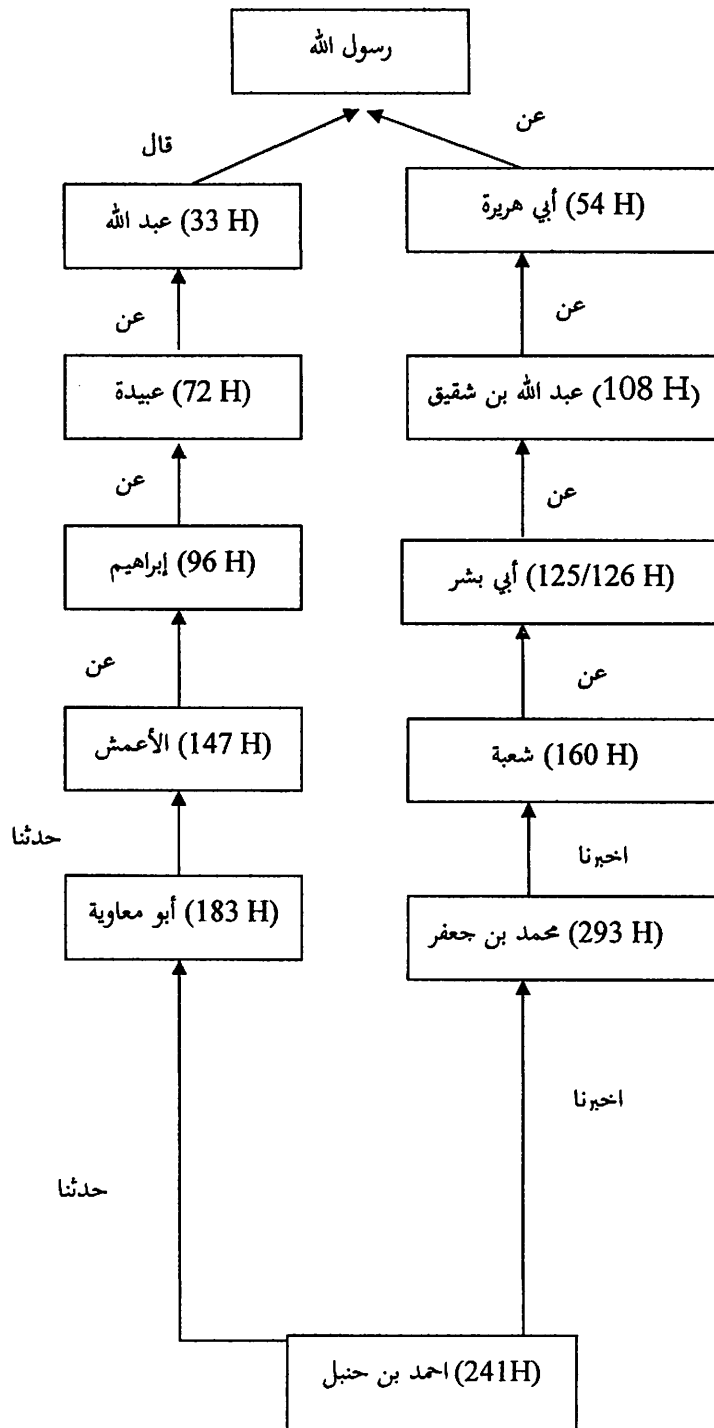 رسول الله
عن
قال
أبي هريرة (54 H)
عبد الله (33 H)
عن
عن
عبد الله بن شقيق (108 H)
عبيدة (72 H)
عن
عن
أبي بشر (125/126 H)
إبراهيم (96 H)
عن
عن
شعبة (160 H)
الأعمش (147 H)
اخبرنا
حدثنا
محمد بن جعفر (293 H)
أبو معاوية (183 H)
اخبرنا
حدثنا
احمد بن حنبل (241H)